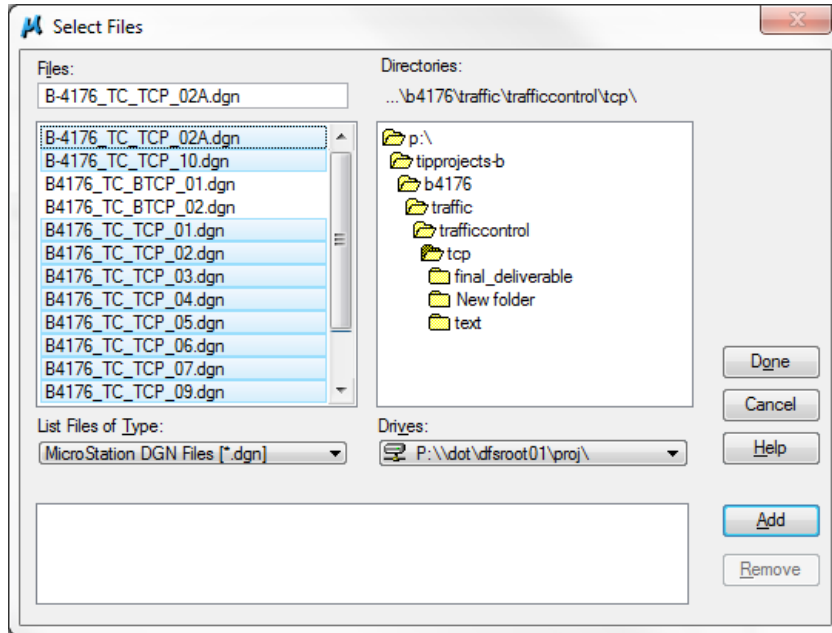 Select Files
Files:
B-4176_TC_TCP_02A.dgn
B-4176_TC_TCP_02A.dgn
B-4176_TC_TCP_10.dgn
B4176_TC_BTCP_01.dgn
B4176_TC_BTCP_02.dgn
B4176_TC_TCP_01.dgn
B4176_TC_TCP_02.dgn
B4176_TC_TCP_03.dgn
B4176_TC_TCP_04.dgn
B4176_TC_TCP_05.dgn
B4176_TC_TCP_06.dgn
B4176_TC_TCP_07.dgn
B4176_TC_TCP_09.dgn
List Files of Type:
MicroStation DGN Files [*.dgn]
Directories:
...\b4176\traffic\trafficcontrol\tcp\
p:\
tipprojects-b
b4176
traffic
trafficcontrol
tcp
final_deliverable
New folder
text
Drives:
P:\\dot\dfsroot01\proj\
Done
Cancel
Help
Add
Remove